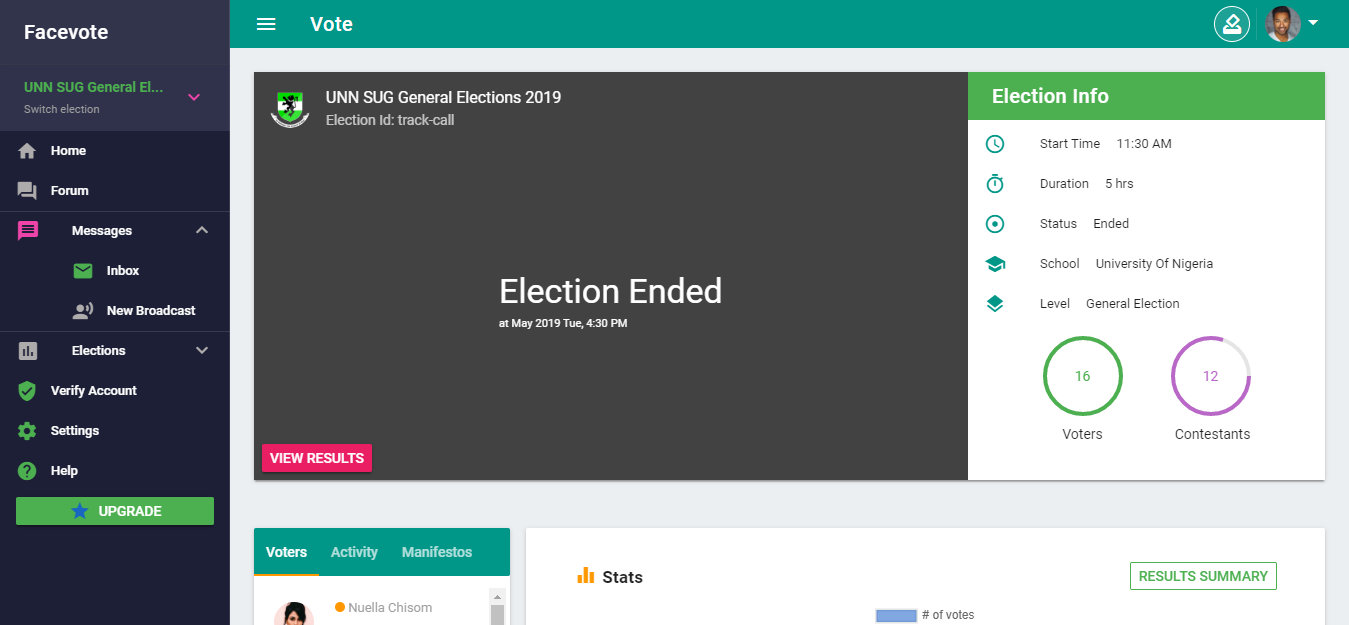 Facevote
Vote
UNN SUG General El...
Switch election
Home
Forum
Messages
Inbox
New Broadcast
Elections
Verify Account
Settings
Help
UPGRADE
UNN SUG General Elections 2019
Election Id: track-call
Election Ended
at May 2019 Tue, 4:30 PM
VIEW RESULTS
Election Info
Start Time 11:30 AM
Duration 5 hrs
Status Ended
School University Of Nigeria
Level General Election
16 12
Voters Contestants
Voters Activity Manifestos
Nuella Chisom
Stats
RESULTS SUMMARY
# of votes